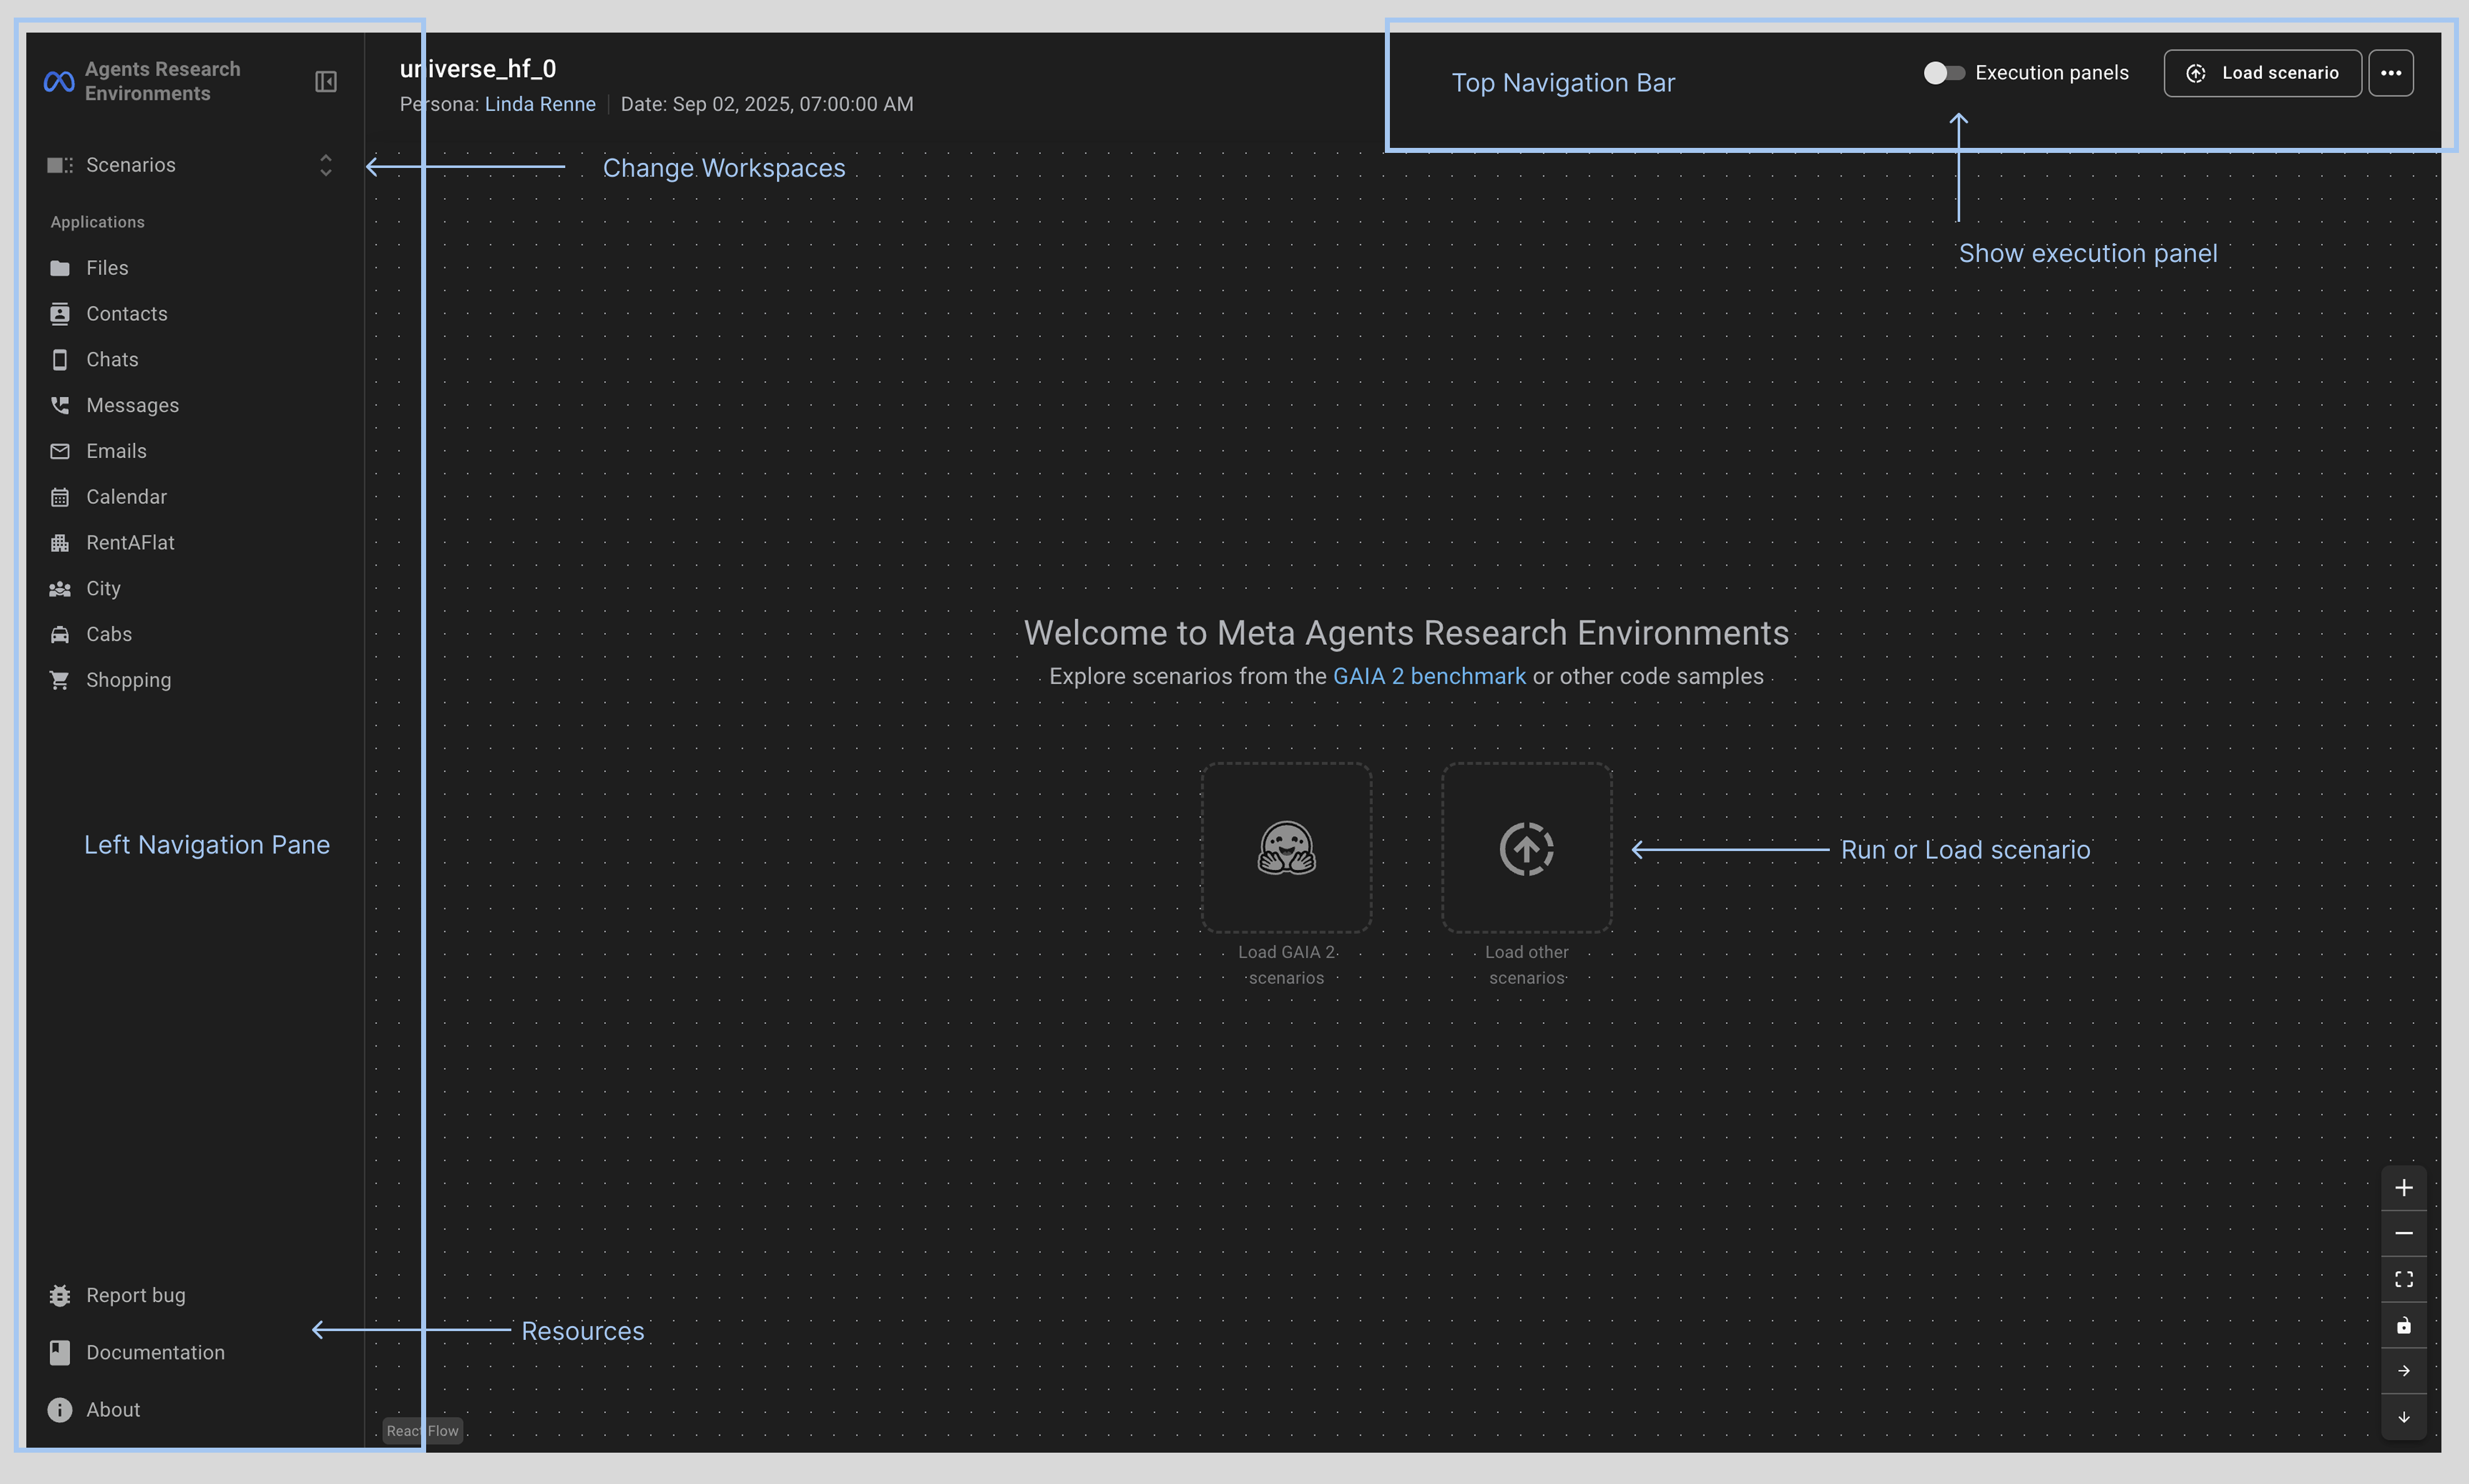 Agents Research
Environments
universe_hf_0
Persona: Linda Renne
Date: Sep 02, 2025, 07:00:00 AM
Top Navigation Bar
Execution panels
Load scenario
Scenarios
Change Workspaces
Show execution panel
Applications
Files
Contacts
Chats
Messages
Emails
Calendar
RentAFlat
City
Cabs
Shopping
Left Navigation Pane
Welcome to Meta Agents Research Environments
Explore scenarios from the GAIA 2 benchmark or other code samples
Run or Load scenario
Load GAIA 2
scenarios
Load other
scenarios
Report bug
Resources
Documentation
About
React Flow